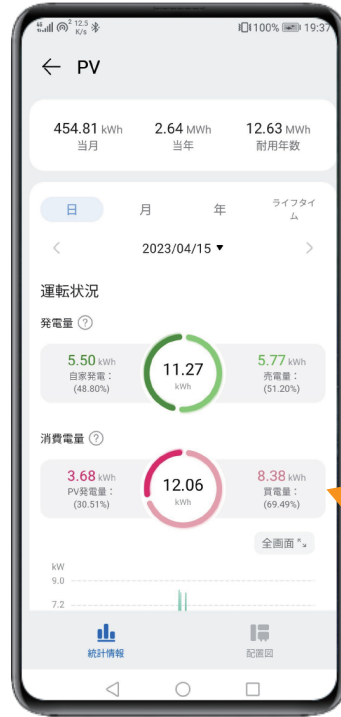 12.5
K/s
100% 19:37
← PV
454.81 kWh 2.64 MWh 12.63 MWh
当月 当年 耐用年数
日 月 年 ライフタイ
ム
< 2023/04/15 ▼ >
運転状況
発電量 ?
5.50 kWh
自家発電：
(48.80%)
11.27
kWh
5.77 kWh
売電量：
(51.20%)
消費電量 ?
3.68 kWh
PV発電量：
(30.51%)
12.06
kWh
8.38 kWh
買電量：
(69.49%)
全画面
kW
9.0
7.2
統計情報 配置図